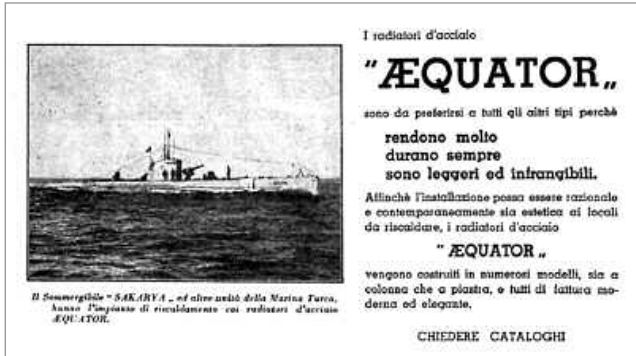 Il Sommergibile " SAKARYA „ ed altre unità della Marina Turca,
hanno l'impianto di riscaldamento coi radiatori d'acciaio
ÆQUATOR.
I radiatori d'acciaio
" ÆQUATOR „
sono da preferirsi a tutti gli altri tipi perchè
rendono molto
durano sempre
sono leggeri ed infrangibili.
Affinchè l'installazione possa essere razionale
e contemporaneamente sia estetica ai locali
da riscaldare, i radiatori d'acciaio
" ÆQUATOR „
vengono costruiti in numerosi modelli, sia a
colonna che a piastra, e tutti di fattura mo-
derna ed elegante.
CHIEDERE CATALOGHI